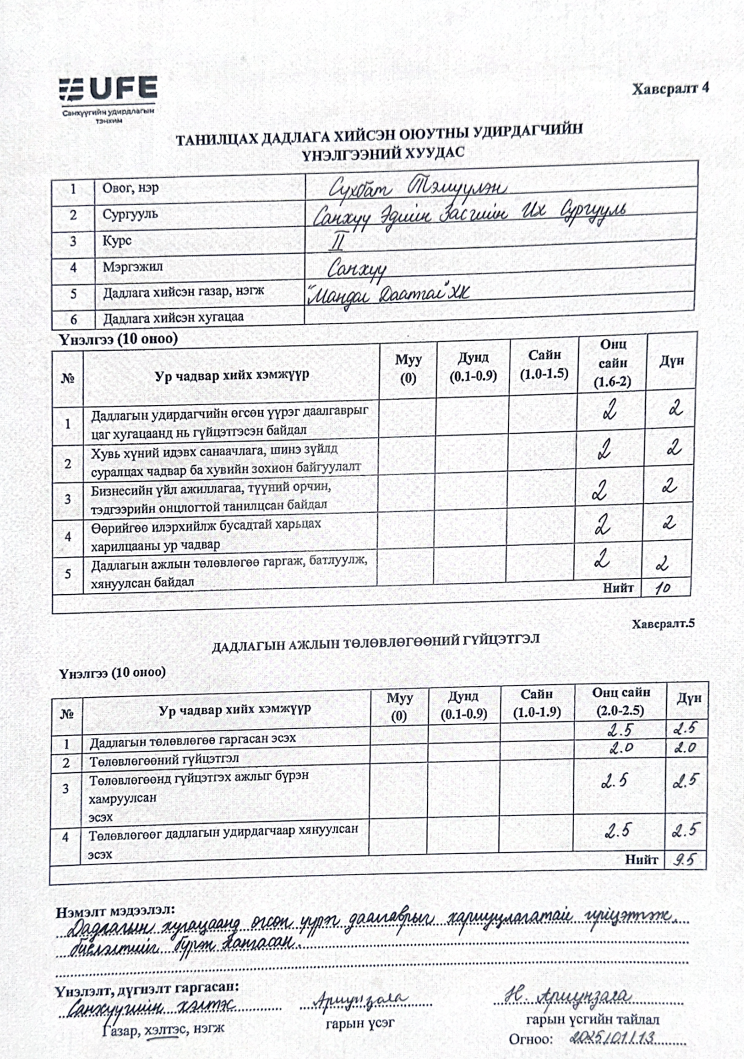 UFE
Санхүүгийн удирдлагын
тэнхим
Хавсралт 4
ТАНИЛЦАХ ДАДЛАГА ХИЙСЭН ОЮУТНЫ УДИРДАГЧИЙН
ҮНЭЛГЭЭНИЙ ХУУДАС
1 Овог, нэр Сүхбат Тэмүүлэн
2 Сургууль Санхүү Эдийн Засгийн Их Сургууль
3 Курс II
4 Мэргэжил Санхүү
5 Дадлага хийсэн газар, нэгж "Мандал Даатгал" ХК
6 Дадлага хийсэн хугацаа
Үнэлгээ (10 оноо)
№ Ур чадвар хийх хэмжүүр Муу (0) Дунд (0.1-0.9) Сайн (1.0-1.5) Онц сайн (1.6-2) Дүн
1 Дадлагын удирдагчийн өгсөн үүрэг даалгаврыг 2 2
цаг хугацаанд нь гүйцэтгэсэн байдал
2 Хувь хүний идэвх санаачлага, шинэ зүйлд 2 2
суралцах чадвар ба хувийн зохион байгуулалт
3 Бизнесийн үйл ажиллагаа, түүний орчин, 2 2
тэдгээрийн онцлогтой танилцсан байдал
4 Өөрийгөө илэрхийлж бусадтай харьцах 2 2
харилцааны ур чадвар
5 Дадлагын ажлын төлөвлөгөө гаргаж, батлуулж, 2 2
хянуулсан байдал
Нийт 10
Хавсралт.5
ДАДЛАГЫН АЖЛЫН ТӨЛӨВЛӨГӨӨНИЙ ГҮЙЦЭТГЭЛ
Үнэлгээ (10 оноо)
№ Ур чадвар хийх хэмжүүр Муу (0) Дунд (0.1-0.9) Сайн (1.0-1.9) Онц сайн (2.0-2.5) Дүн
1 Дадлагын төлөвлөгөө гаргасан эсэх 2.5 2.5
2 Төлөвлөгөөний гүйцэтгэл 2.0 2.0
3 Төлөвлөгөөнд гүйцэтгэх ажлыг бүрэн 2.5 2.5
хамруулсан
эсэх
4 Төлөвлөгөөг дадлагын удирдагчаар хянуулсан 2.5 2.5
эсэх
Нийт 9.5
Нэмэлт мэдээлэл:
Дадлагын хугацаанд өгсөн үүрэг даалгаврыг хариуцлагатай гүйцэтгэж,
биелэлтийг бүрэн хангасан.
Үнэлэлт, дүгнэлт гаргасан:
Санхүүгийн хэлтэс Ариунзаяа Н. Ариунзаяа
Газар, хэлтэс, нэгж гарын үсэг гарын үсгийн тайлал
Огноо: 2025/01/13